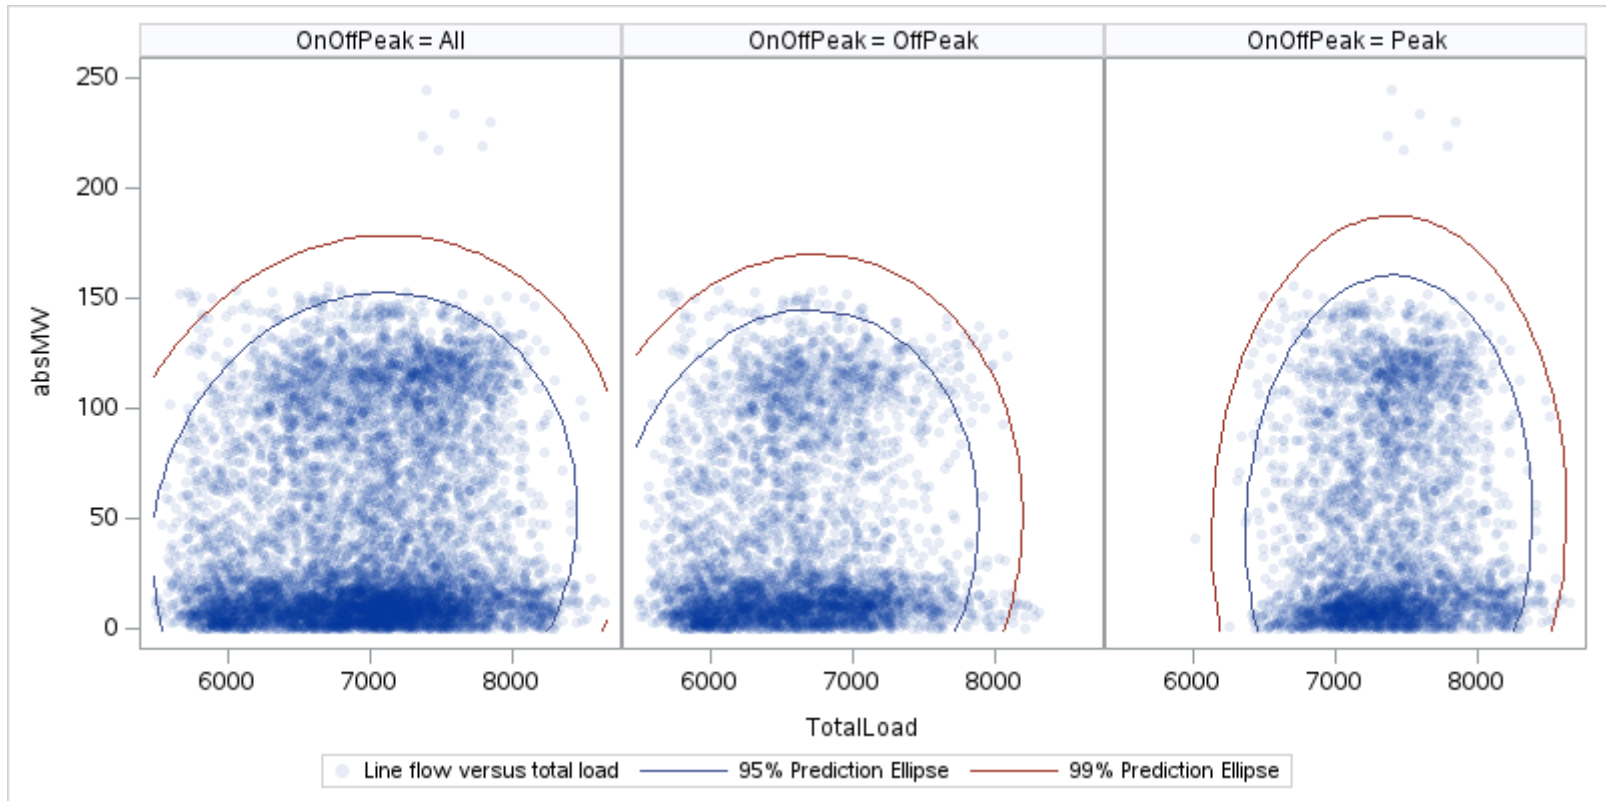 OnOffPeak = All
OnOffPeak = OffPeak
OnOffPeak = Peak
250
200
150
100
50
0
absMW
6000 7000 8000
6000 7000 8000
6000 7000 8000
TotalLoad
Line flow versus total load
95% Prediction Ellipse
99% Prediction Ellipse